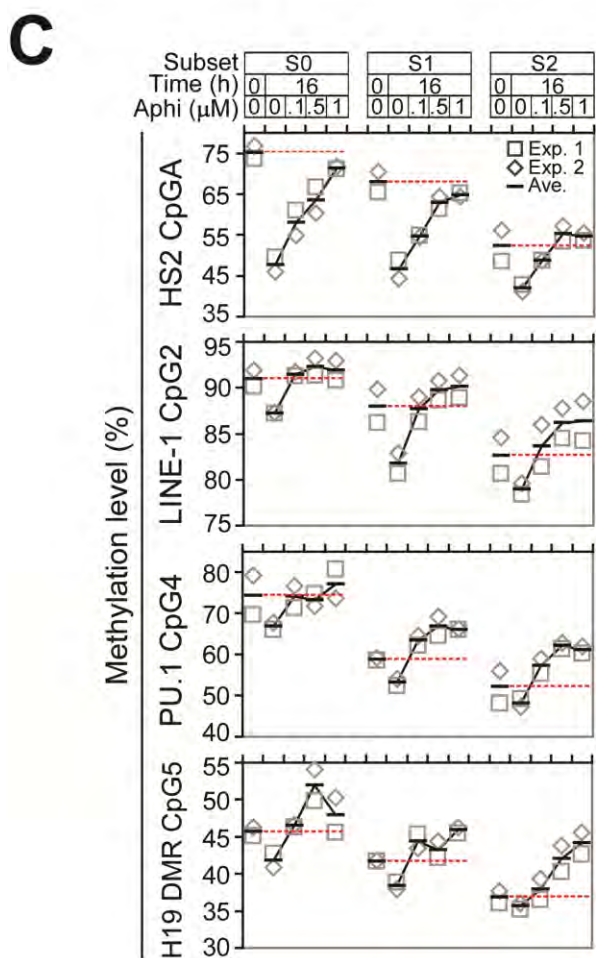 C
Subset S0 S1 S2
Time (h) 0 16 0 16 0 16
Aphi (μM) 0 0 .1 .5 1 0 0 .1 .5 1 0 0 .1 .5 1
Methylation level (%)
HS2 CpGA
75
65
55
45
35
Exp. 1
Exp. 2
Ave.
LINE-1 CpG2
95
90
85
80
75
PU.1 CpG4
80
70
60
50
40
H19 DMR CpG5
55
50
45
40
35
30